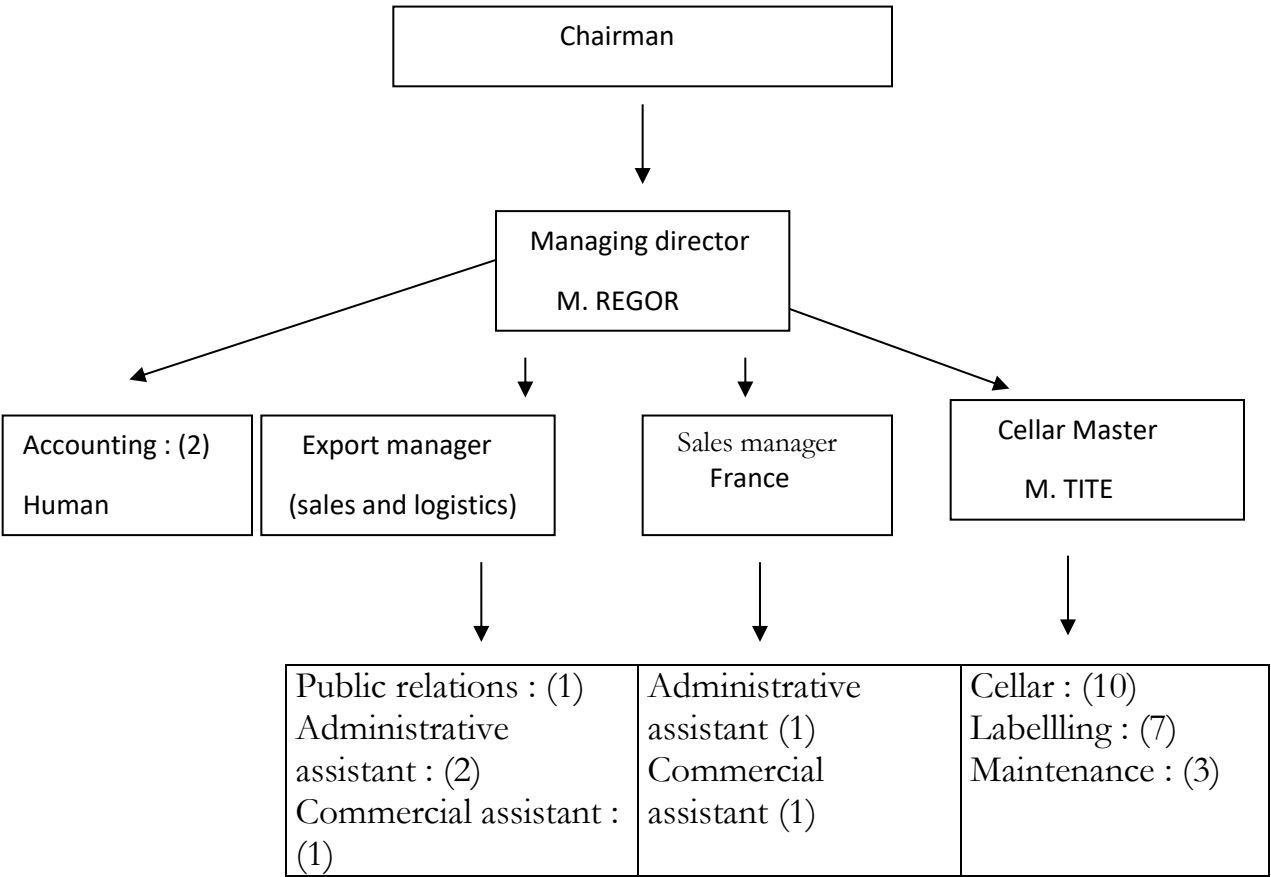 Chairman
Managing director
M. REGOR
Accounting : (2)
Human
Export manager
(sales and logistics)
Sales manager
France
Cellar Master
M. TITE
Public relations : (1)
Administrative
assistant : (2)
Commercial assistant :
(1)
Administrative
assistant (1)
Commercial
assistant (1)
Cellar : (10)
Labellling : (7)
Maintenance : (3)